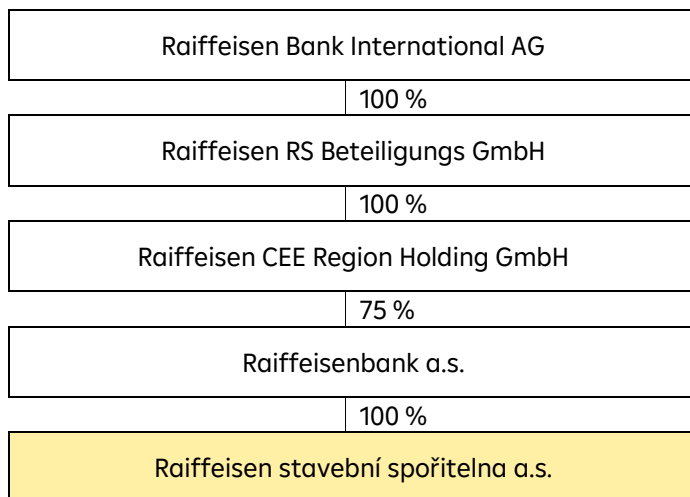 Raiffeisen Bank International AG
100 %
Raiffeisen RS Beteiligungs GmbH
100 %
Raiffeisen CEE Region Holding GmbH
75 %
Raiffeisenbank a.s.
100 %
Raiffeisen stavební spořitelna a.s.